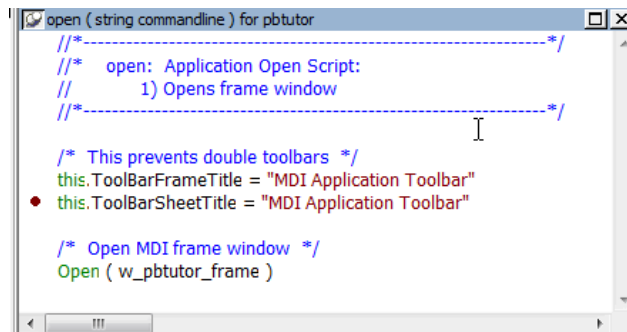 open ( string commandline ) for pbtutor
//*-----------------------------------------------------------------*/
//* open: Application Open Script:
// 1) Opens frame window
//*-----------------------------------------------------------------*/
/* This prevents double toolbars */
this.ToolBarFrameTitle = "MDI Application Toolbar"
this.ToolBarSheetTitle = "MDI Application Toolbar"
/* Open MDI frame window */
Open ( w_pbtutor_frame )